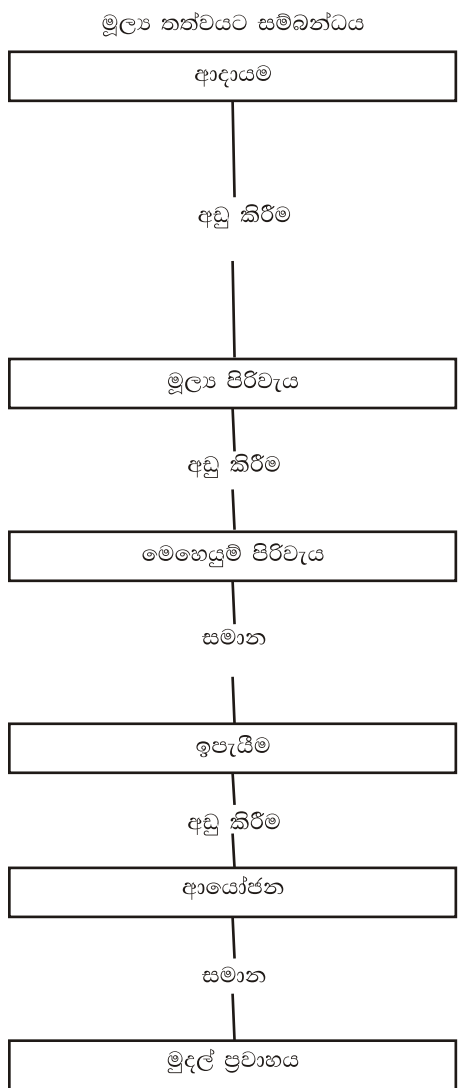 මූල්‍ය තත්වයට සම්බන්ධය
ආදායම
අඩු කිරීම
මූල්‍ය පිරිවැය
අඩු කිරීම
මෙහෙයුම් පිරිවැය
සමාන
ඉපැයීම
අඩු කිරීම
ආයෝජන
සමාන
මුදල් ප්‍රවාහය